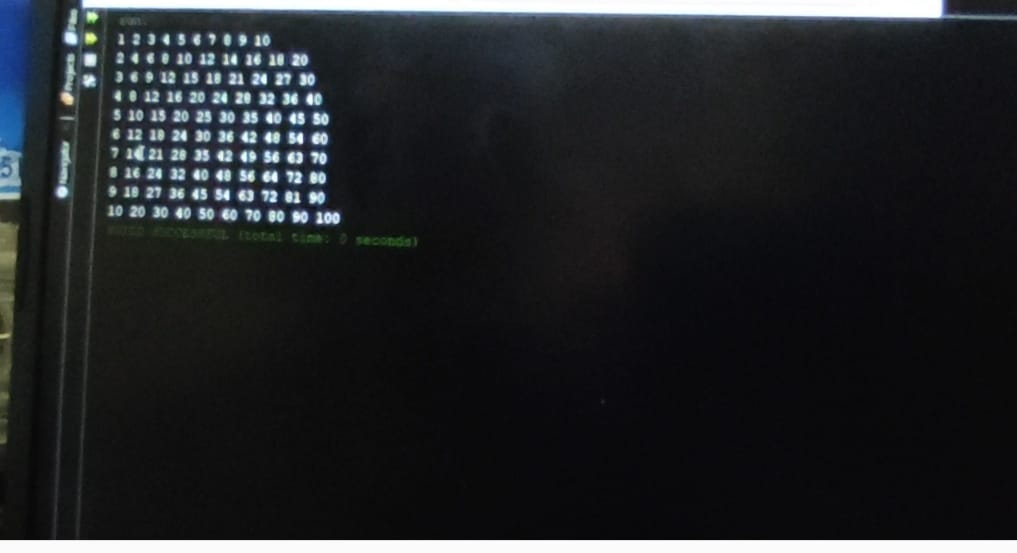 run:
1 2 3 4 5 6 7 8 9 10
2 4 6 8 10 12 14 16 18 20
3 6 9 12 15 18 21 24 27 30
4 8 12 16 20 24 28 32 36 40
5 10 15 20 25 30 35 40 45 50
6 12 18 24 30 36 42 48 54 60
7 14 21 28 35 42 49 56 63 70
8 16 24 32 40 48 56 64 72 80
9 18 27 36 45 54 63 72 81 90
10 20 30 40 50 60 70 80 90 100
BUILD SUCCESSFUL (total time: 0 seconds)
Files
Projects
Navigator
51